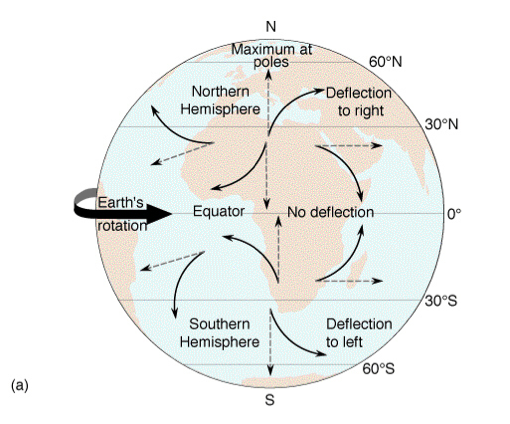 N
Maximum at
poles
60°N
Northern
Hemisphere
Deflection
to right
30°N
Earth's
rotation
Equator
No deflection
0°
30°S
Southern
Hemisphere
Deflection
to left
60°S
(a)
S